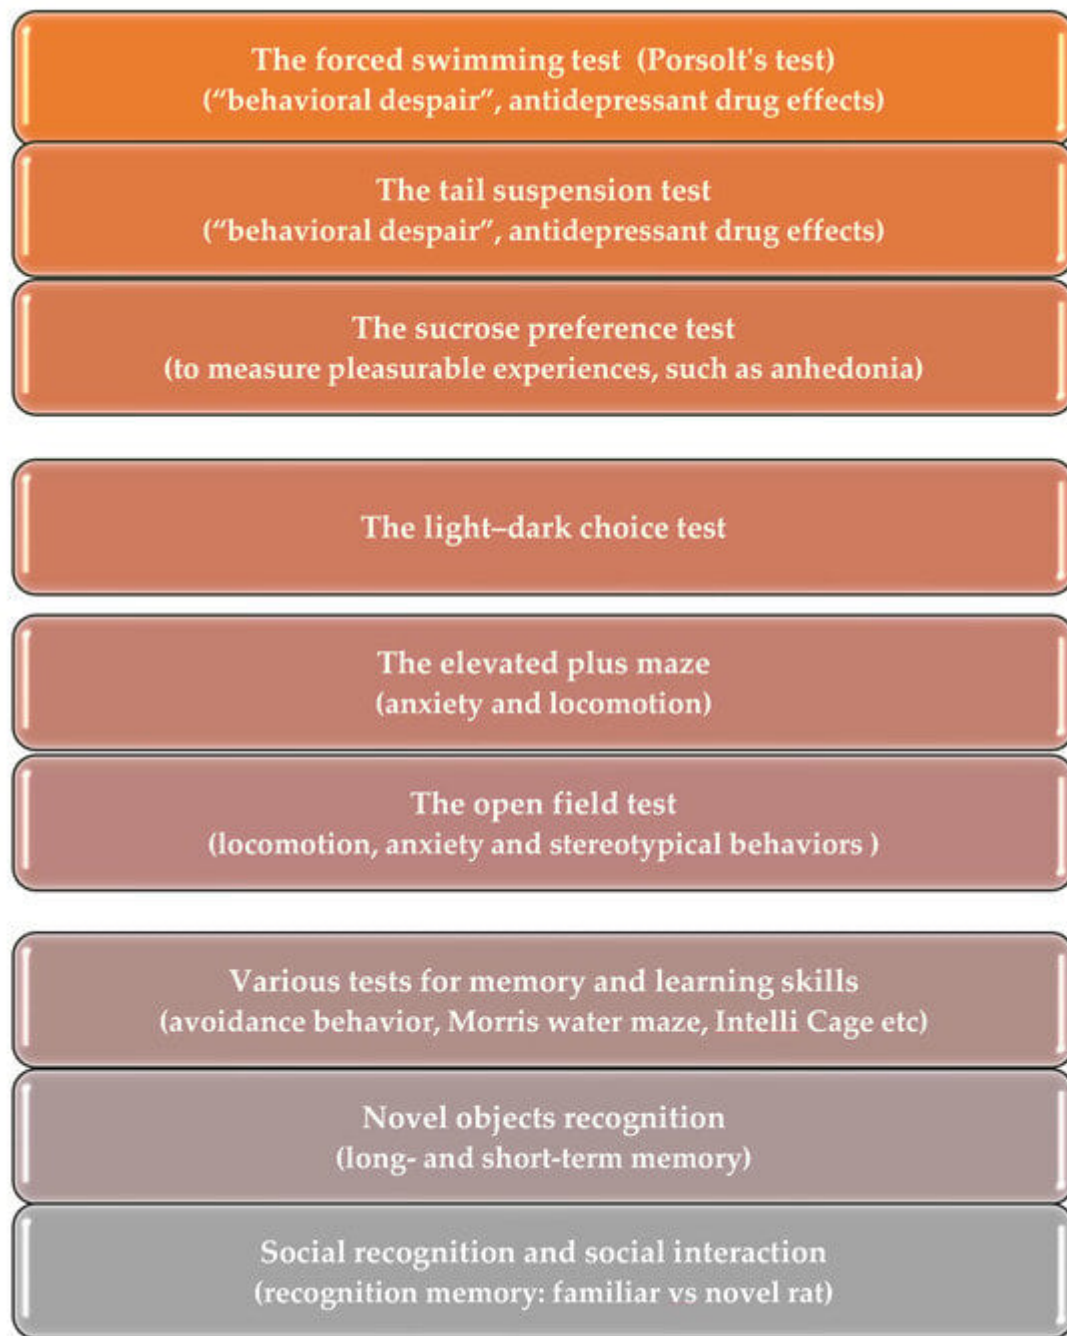 The forced swimming test (Porsolt's test)
(“behavioral despair”, antidepressant drug effects)
The tail suspension test
(“behavioral despair”, antidepressant drug effects)
The sucrose preference test
(to measure pleasurable experiences, such as anhedonia)
The light–dark choice test
The elevated plus maze
(anxiety and locomotion)
The open field test
(locomotion, anxiety and stereotypical behaviors )
Various tests for memory and learning skills
(avoidance behavior, Morris water maze, Intelli Cage etc)
Novel objects recognition
(long- and short-term memory)
Social recognition and social interaction
(recognition memory: familiar vs novel rat)